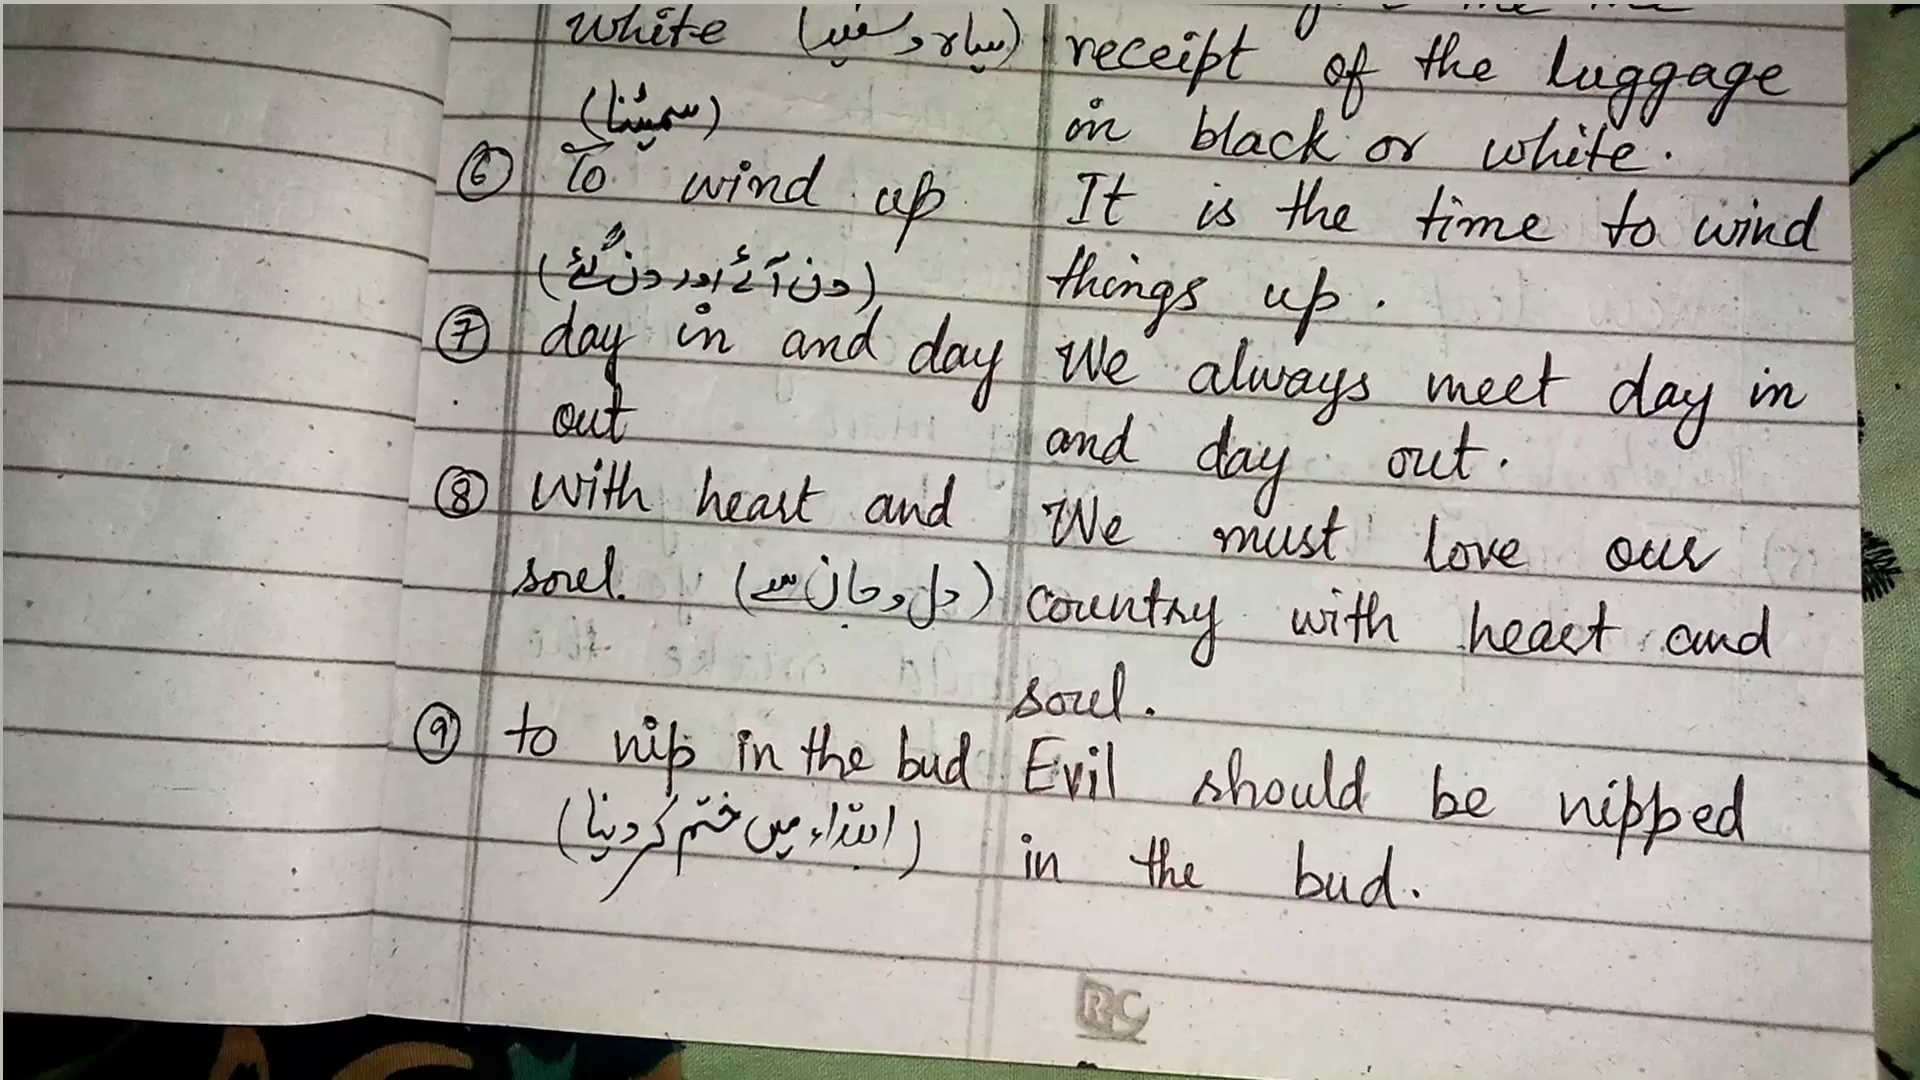 white (سیاہ و سفید)
receipt of the luggage
in black or white.
(سمیٹنا)
⑥ To wind up
It is the time to wind
things up.
(دن آئے اور دن گئے)
⑦ day in and day
out
We always meet day in
and day out.
⑧ with heart and
soul. (دل و جان سے)
We must love our
country with heart and
soul.
⑨ to nip in the bud
(ابتداء میں ختم کر دینا)
Evil should be nipped
in the bud.
RC